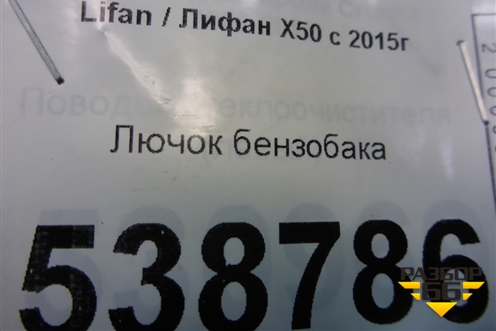 Lifan / Лифан X50 с 2015г
Лючок бензобака
538786
РАЗБОР
66